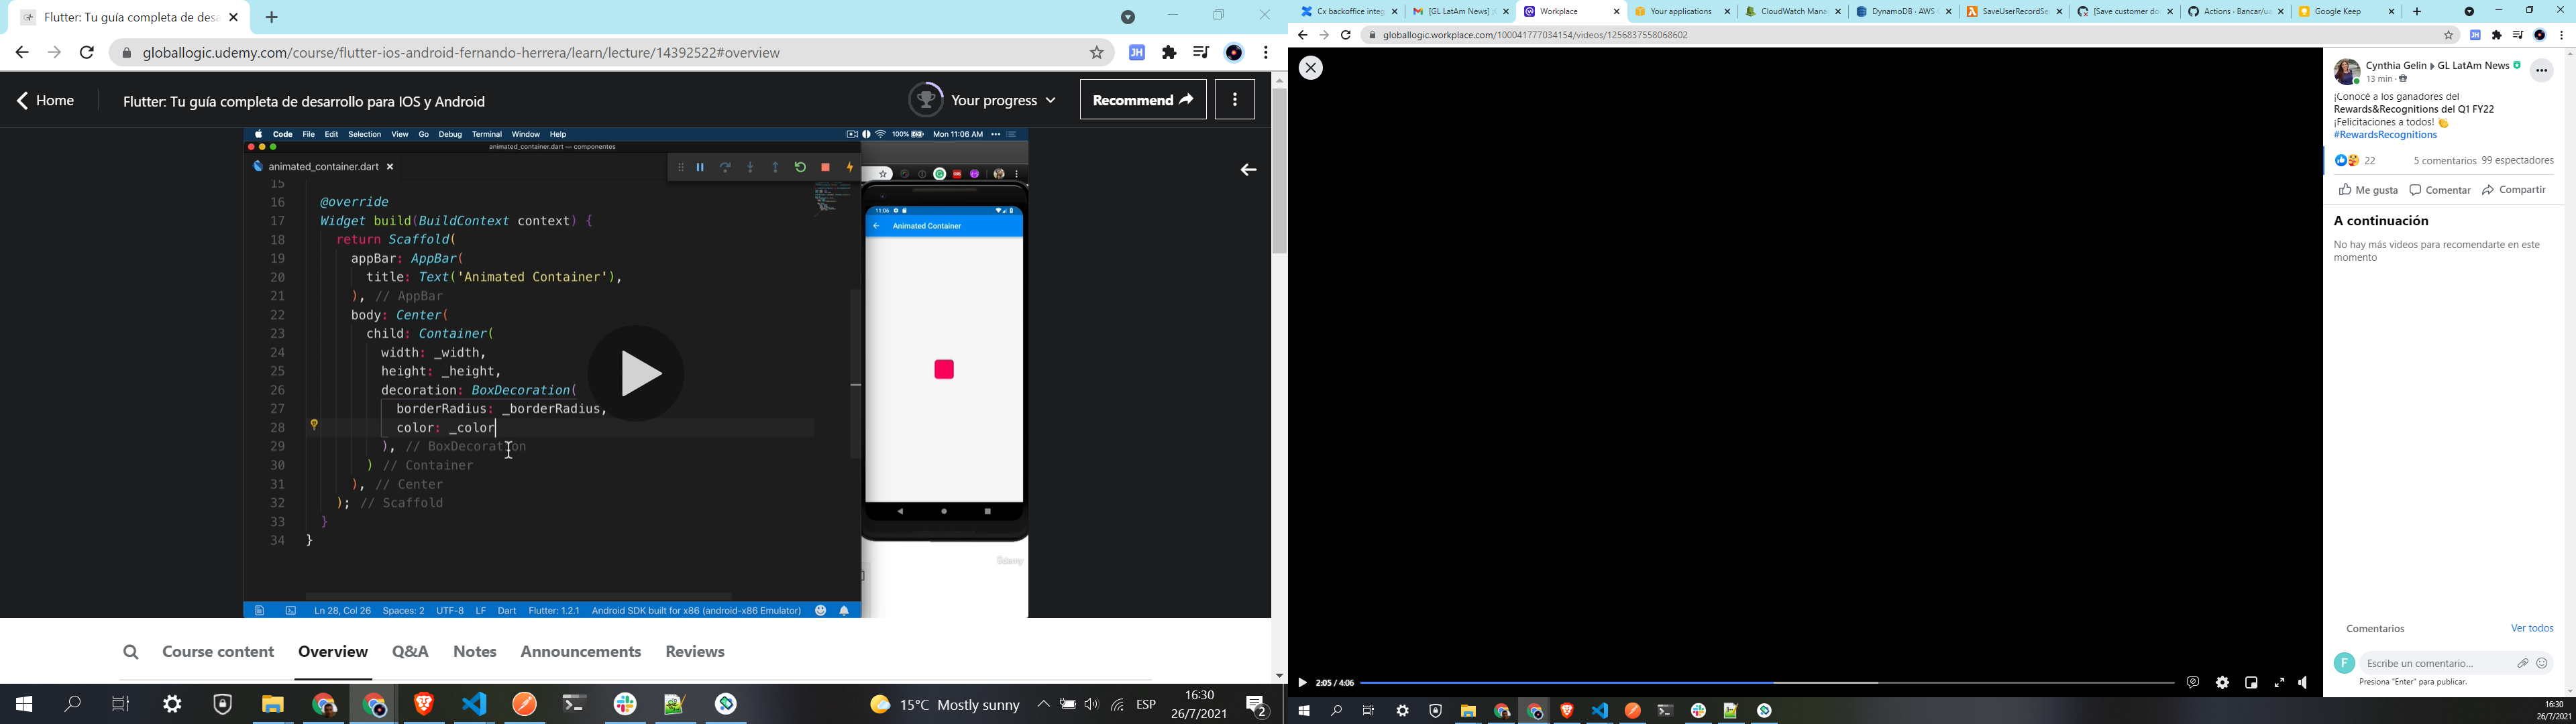 Flutter: Tu guía completa de desa
globallogic.udemy.com/course/flutter-ios-android-fernando-herrera/learn/lecture/14392522#overview
JH
Home
Flutter: Tu guía completa de desarrollo para IOS y Android
Your progress
Recommend
Code File Edit Selection View Go Debug Terminal Window Help
100%
Mon 11:06 AM
animated_container.dart — componentes
animated_container.dart
15
16 @override
17 Widget build(BuildContext context) {
18 return Scaffold(
19 appBar: AppBar(
20 title: Text('Animated Container'),
21 ), // AppBar
22 body: Center(
23 child: Container(
24 width: _width,
25 height: _height,
26 decoration: BoxDecoration(
27 borderRadius: _borderRadius,
28 color: _color
29 ), // BoxDecoration
30 ) // Container
31 ), // Center
32 ); // Scaffold
33 }
34 }
11:06
Animated Container
Udemy
Ln 28, Col 26 Spaces: 2 UTF-8 LF Dart Flutter: 1.2.1 Android SDK built for x86 (android-x86 Emulator)
Course content Overview Q&A Notes Announcements Reviews
15°C Mostly sunny
ESP
16:30
26/7/2021
2
Cx backoffice integ
[GL LatAm News]
Workplace
Your applications
CloudWatch Mana
DynamoDB · AWS
SaveUserRecordSe
[Save customer do
Actions · Bancar/ua
Google Keep
globallogic.workplace.com/100041777034154/videos/1256837558068602
JH
Cynthia Gelin GL LatAm News
13 min ·
¡Conocé a los ganadores del
Rewards&Recognitions del Q1 FY22
¡Felicitaciones a todos! 👏
#RewardsRecognitions
22
5 comentarios 99 espectadores
Me gusta Comentar Compartir
A continuación
No hay más videos para recomendarte en este
momento
Comentarios
Ver todos
F
Escribe un comentario...
Presiona "Enter" para publicar.
2:05 / 4:06
16:30
26/7/2021